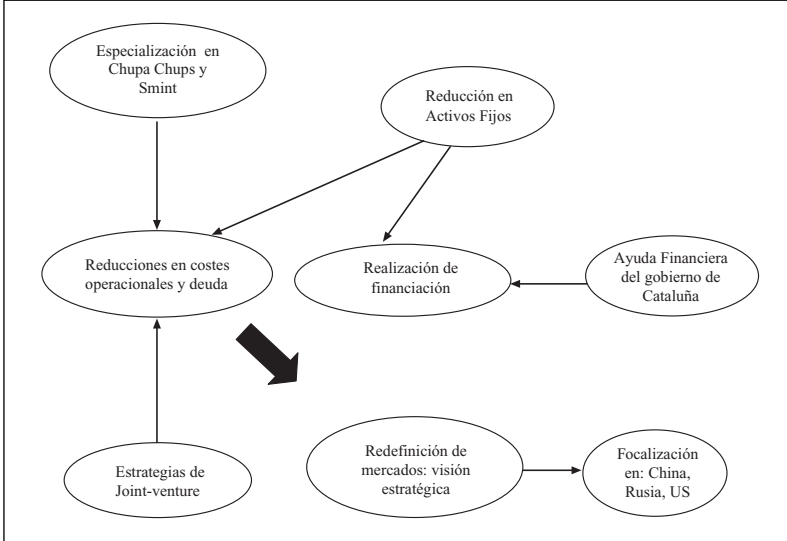 Especialización en
Chupa Chups y
Smint
Reducción en
Activos Fijos
Reducciones en costes
operacionales y deuda
Realización de
financiación
Ayuda Financiera
del gobierno de
Cataluña
Estrategias de
Joint-venture
Redefinición de
mercados: visión
estratégica
Focalización
en: China,
Rusia, US